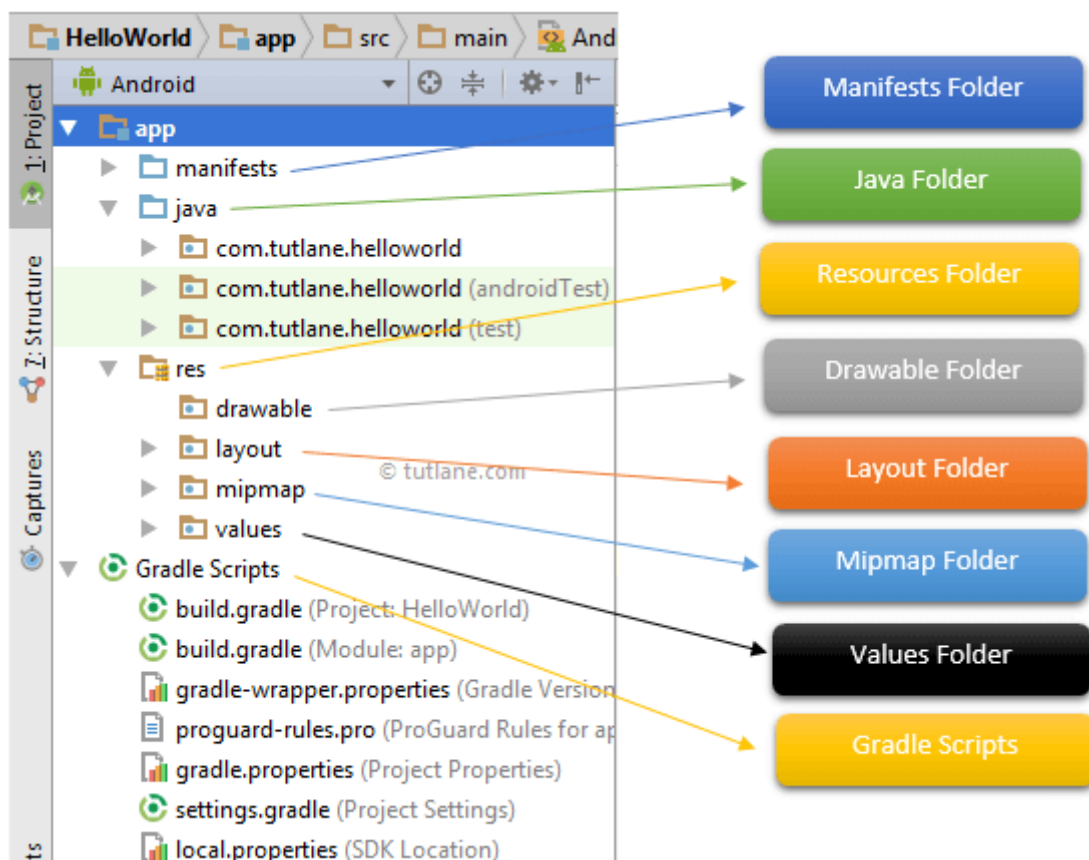 HelloWorld app src main And
Android
1: Project
7: Structure
Captures
app
manifests
java
com.tutlane.helloworld
com.tutlane.helloworld (androidTest)
com.tutlane.helloworld (test)
res
drawable
layout
© tutlane.com
mipmap
values
Gradle Scripts
build.gradle (Project: HelloWorld)
build.gradle (Module: app)
gradle-wrapper.properties (Gradle Version
proguard-rules.pro (ProGuard Rules for ap
gradle.properties (Project Properties)
settings.gradle (Project Settings)
local.properties (SDK Location)
Manifests Folder
Java Folder
Resources Folder
Drawable Folder
Layout Folder
Mipmap Folder
Values Folder
Gradle Scripts